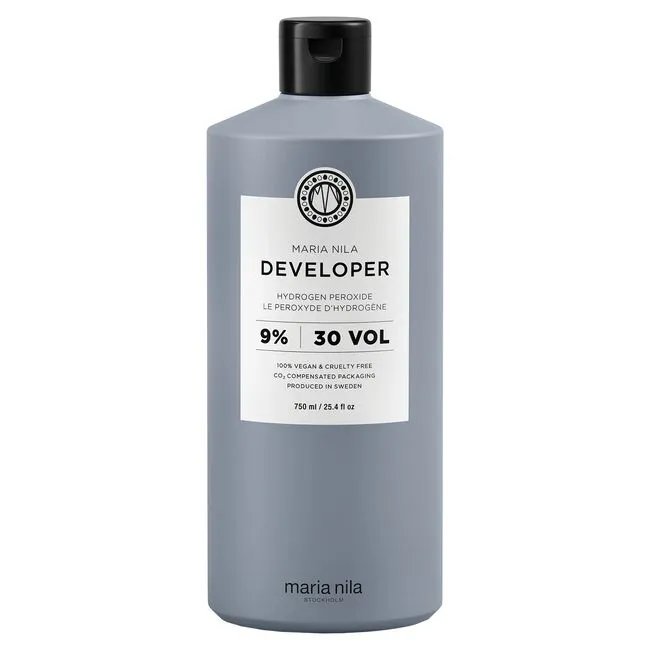 MN
MARIA NILA
DEVELOPER
HYDROGEN PEROXIDE
LE PEROXYDE D'HYDROGÈNE
9% | 30 VOL
100% VEGAN & CRUELTY FREE
CO₂ COMPENSATED PACKAGING
PRODUCED IN SWEDEN
750 ml / 25.4 fl oz
maria nila
STOCKHOLM